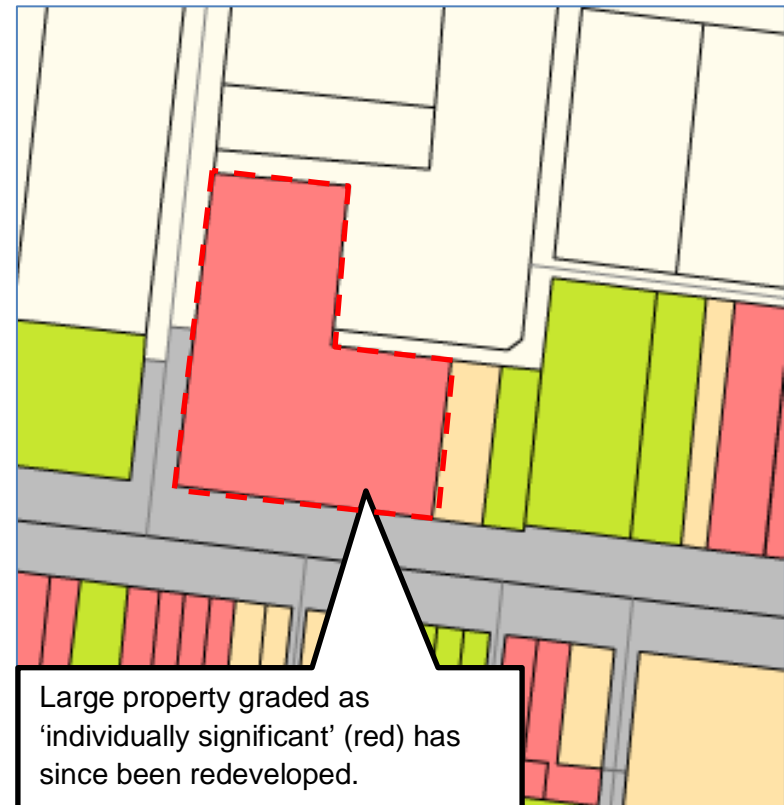 Large property graded as
‘individually significant’ (red) has
since been redeveloped.